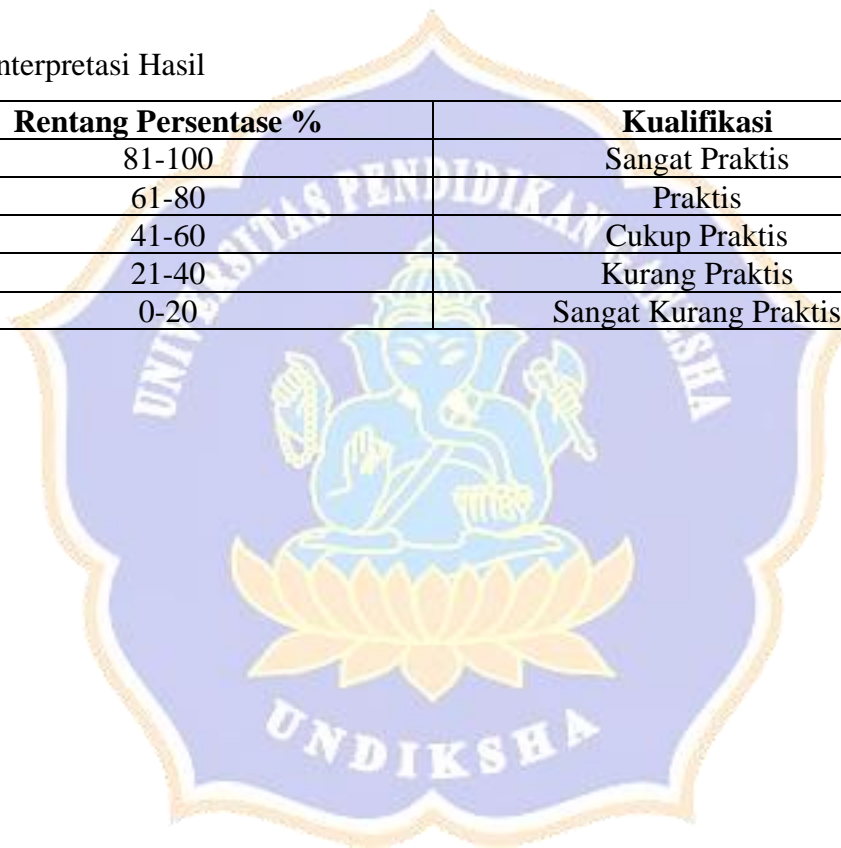 nterpretasi Hasil
Rentang Persentase % Kualifikasi
81-100 Sangat Praktis
61-80 Praktis
41-60 Cukup Praktis
21-40 Kurang Praktis
0-20 Sangat Kurang Praktis
UNIVERSITAS PENDIDIKAN GANESHA
UNDIKSHA